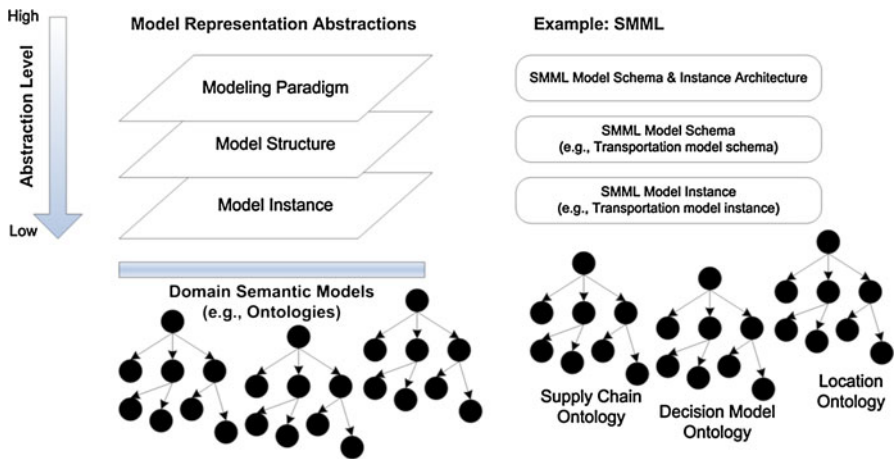 High
Abstraction Level
Low
Model Representation Abstractions
Modeling Paradigm
Model Structure
Model Instance
Domain Semantic Models
(e.g., Ontologies)
Example: SMML
SMML Model Schema & Instance Architecture
SMML Model Schema
(e.g., Transportation model schema)
SMML Model Instance
(e.g., Transportation model instance)
Supply Chain
Ontology
Decision Model
Ontology
Location
Ontology